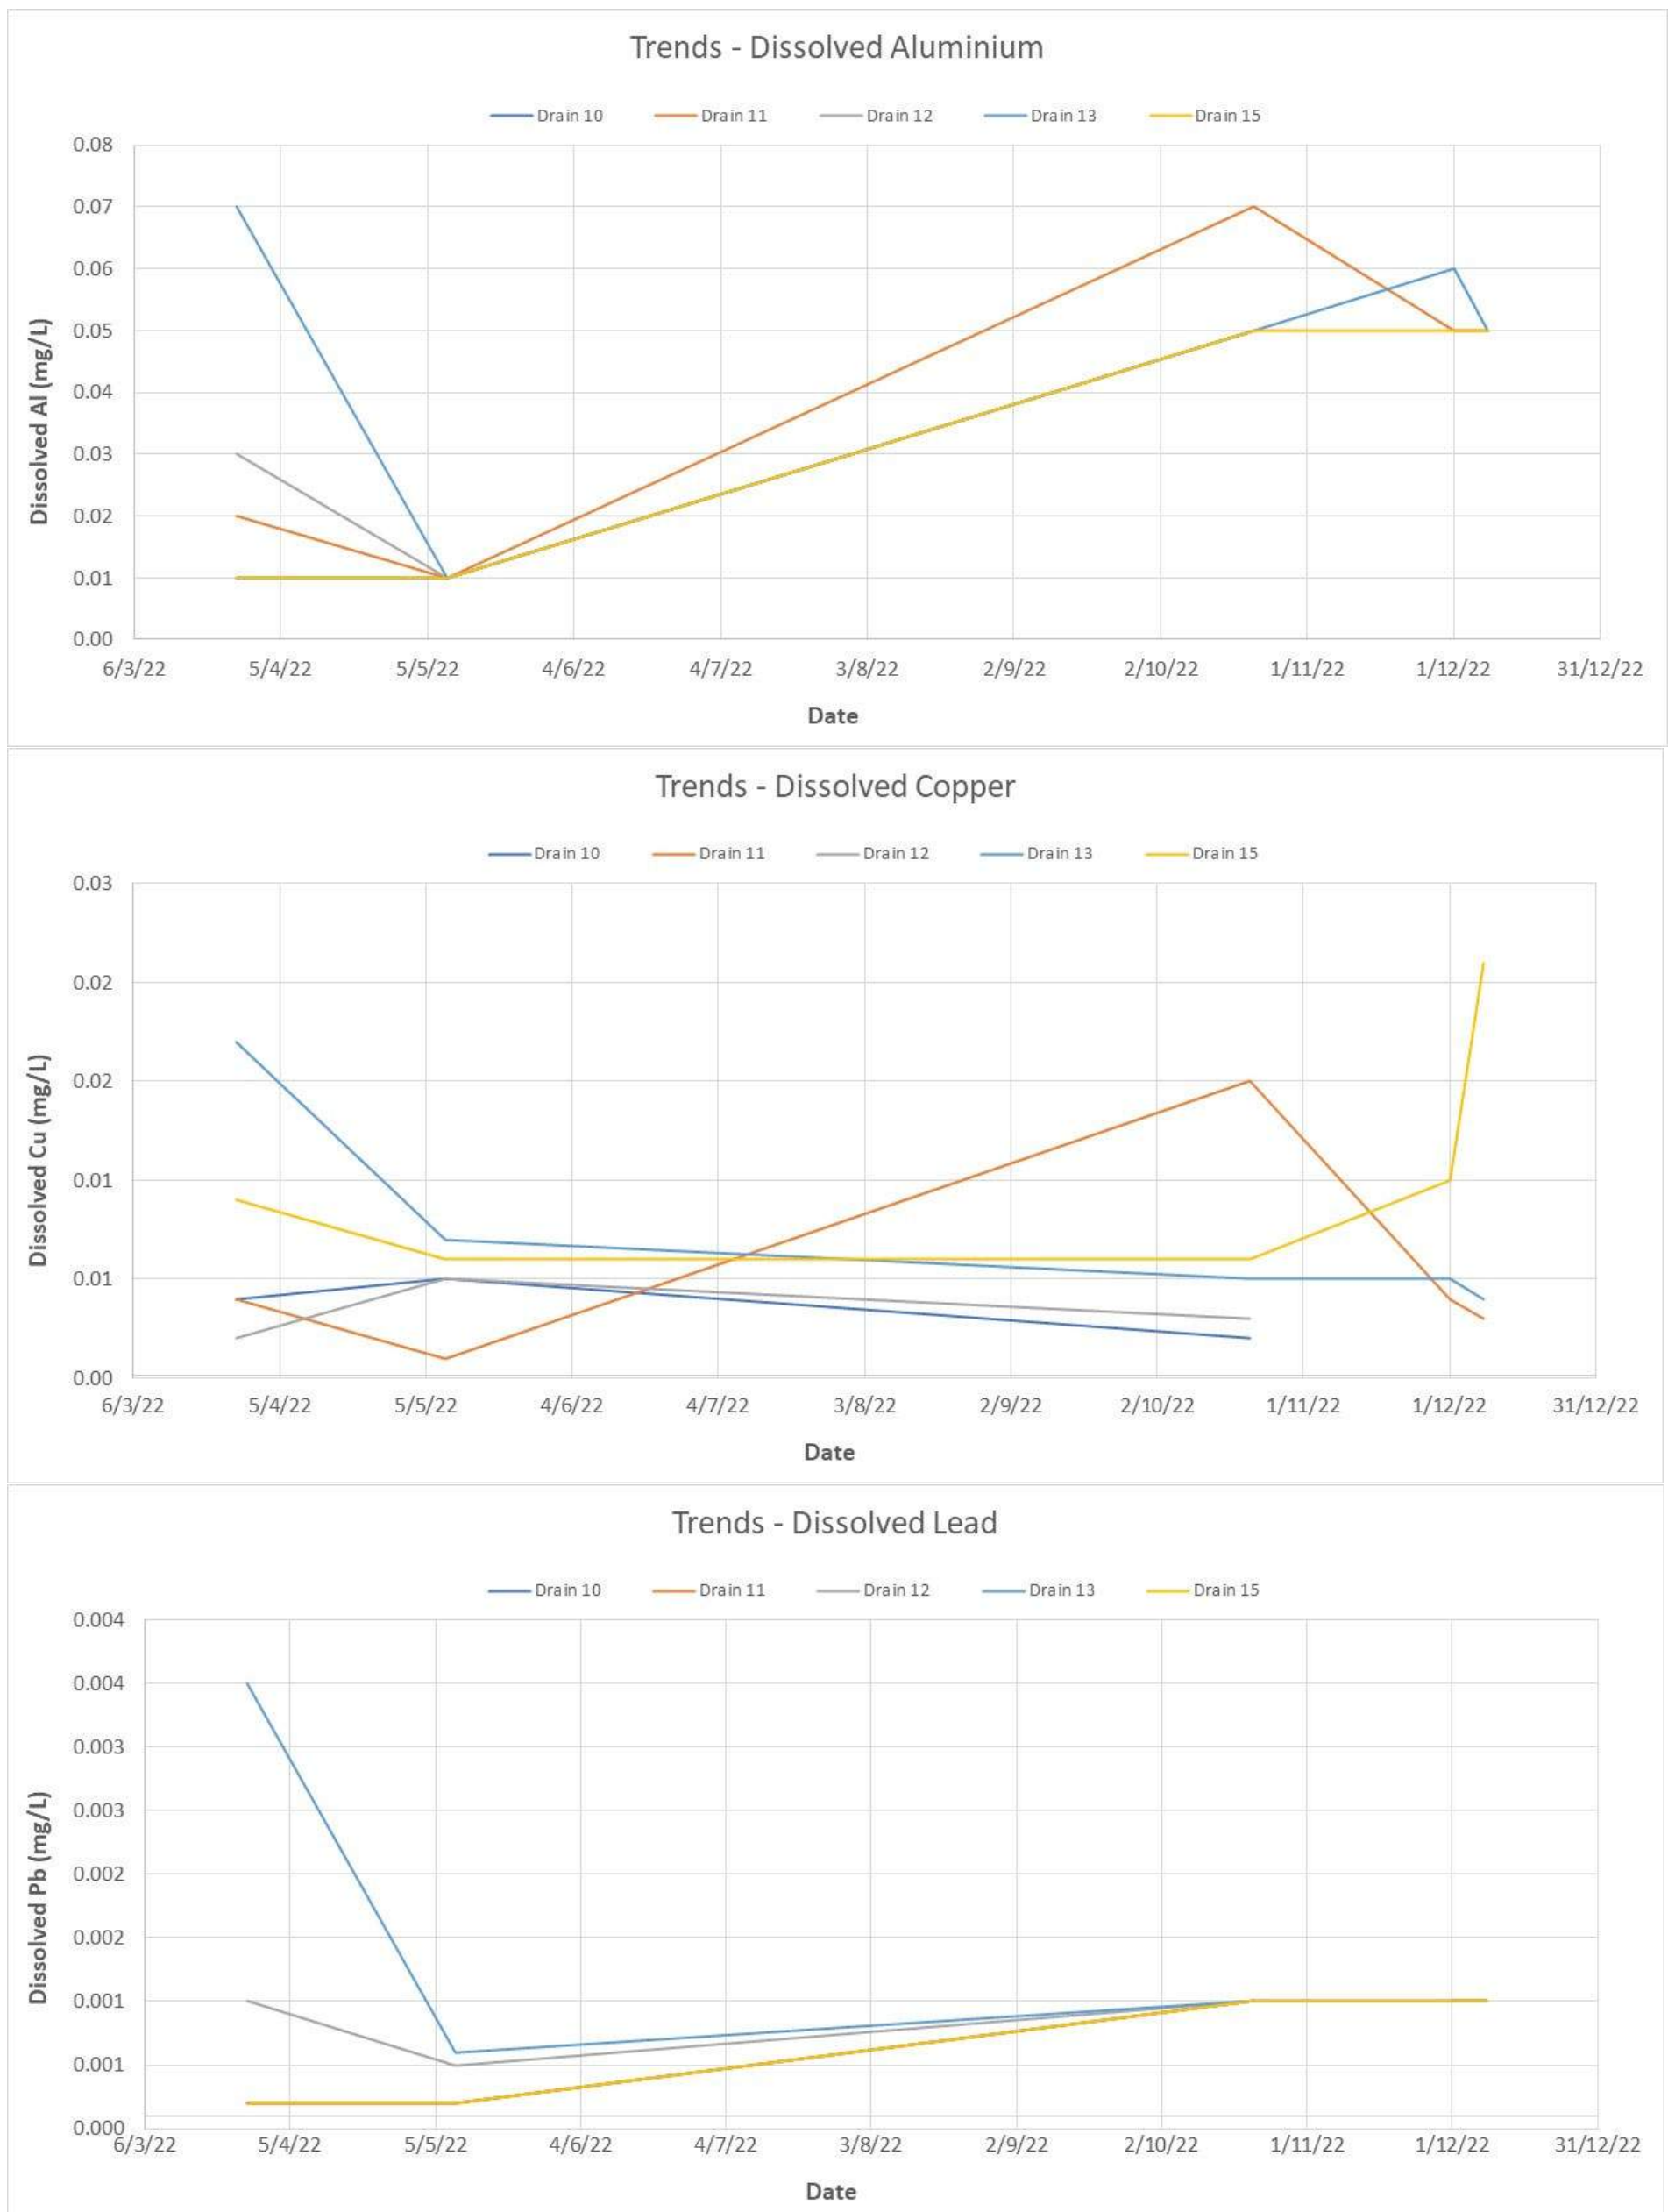 Trends - Dissolved Aluminium
Drain 10 Drain 11 Drain 12 Drain 13 Drain 15
0.08
0.07
0.06
0.05
0.04
0.03
0.02
0.01
0.00
Dissolved Al (mg/L)
6/3/22 5/4/22 5/5/22 4/6/22 4/7/22 3/8/22 2/9/22 2/10/22 1/11/22 1/12/22 31/12/22
Date
Trends - Dissolved Copper
Drain 10 Drain 11 Drain 12 Drain 13 Drain 15
0.03
0.02
0.02
0.01
0.01
0.00
Dissolved Cu (mg/L)
6/3/22 5/4/22 5/5/22 4/6/22 4/7/22 3/8/22 2/9/22 2/10/22 1/11/22 1/12/22 31/12/22
Date
Trends - Dissolved Lead
Drain 10 Drain 11 Drain 12 Drain 13 Drain 15
0.004
0.004
0.003
0.003
0.002
0.002
0.001
0.001
0.000
Dissolved Pb (mg/L)
6/3/22 5/4/22 5/5/22 4/6/22 4/7/22 3/8/22 2/9/22 2/10/22 1/11/22 1/12/22 31/12/22
Date